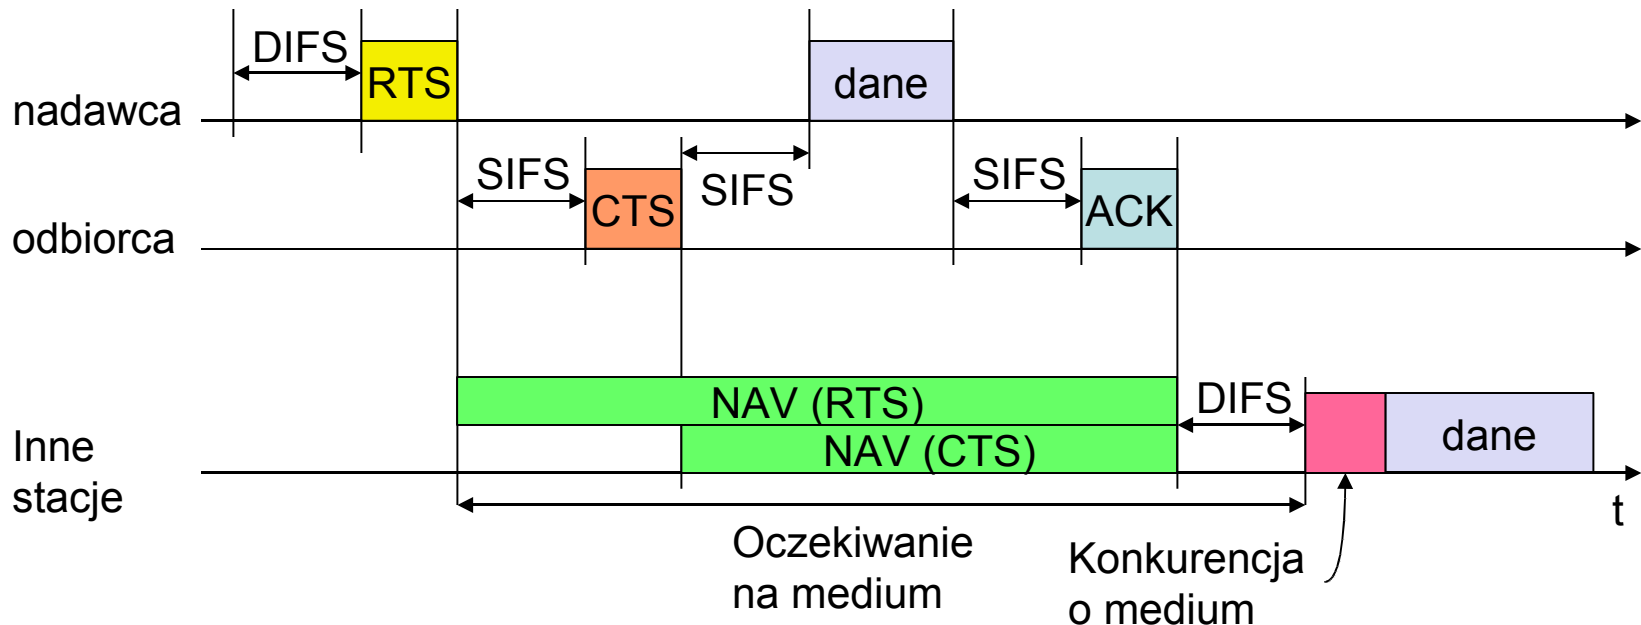 DIFS
RTS
dane
nadawca
SIFS
CTS
SIFS
SIFS
ACK
odbiorca
NAV (RTS)
DIFS
NAV (CTS)
dane
Inne
stacje
t
Oczekiwanie
na medium
Konkurencja
o medium